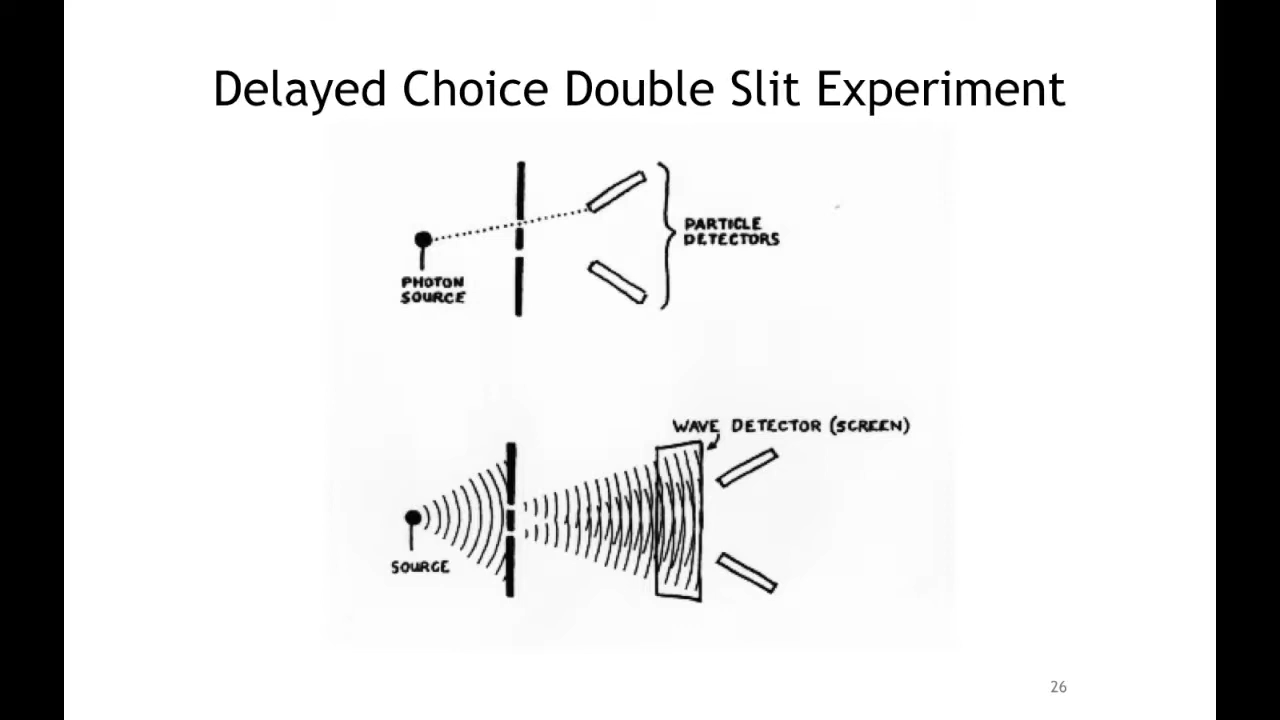 Delayed Choice Double Slit Experiment
PARTICLE
DETECTORS
PHOTON
SOURCE
WAVE DETECTOR (SCREEN)
SOURCE
26